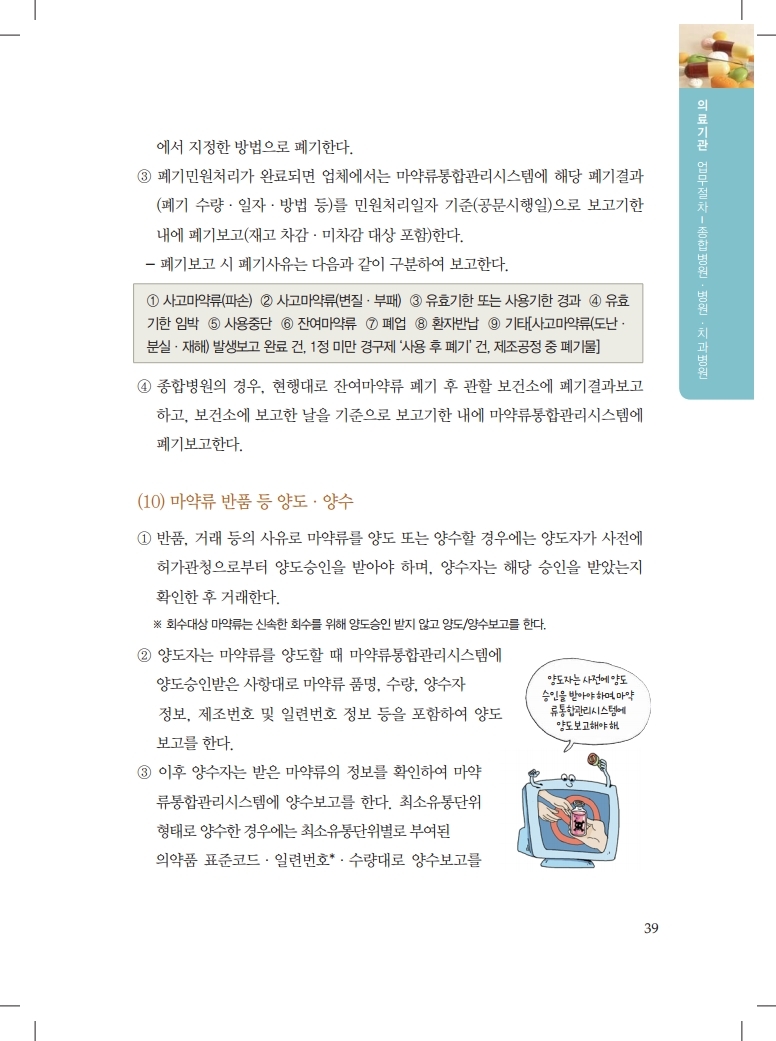 에서 지정한 방법으로 폐기한다.
③ 폐기민원처리가 완료되면 업체에서는 마약류통합관리시스템에 해당 폐기결과
(폐기 수량 · 일자 · 방법 등)를 민원처리일자 기준(공문시행일)으로 보고기한
내에 폐기보고(재고 차감 · 미차감 대상 포함)한다.
– 폐기보고 시 폐기사유는 다음과 같이 구분하여 보고한다.
① 사고마약류(파손) ② 사고마약류(변질 · 부패) ③ 유효기한 또는 사용기한 경과 ④ 유효
기한 임박 ⑤ 사용중단 ⑥ 잔여마약류 ⑦ 폐업 ⑧ 환자반납 ⑨ 기타[사고마약류(도난 ·
분실 · 재해) 발생보고 완료 건, 1정 미만 경구제 ‘사용 후 폐기’ 건, 제조공정 중 폐기물]
④ 종합병원의 경우, 현행대로 잔여마약류 폐기 후 관할 보건소에 폐기결과보고
하고, 보건소에 보고한 날을 기준으로 보고기한 내에 마약류통합관리시스템에
폐기보고한다.
(10) 마약류 반품 등 양도 · 양수
① 반품, 거래 등의 사유로 마약류를 양도 또는 양수할 경우에는 양도자가 사전에
허가관청으로부터 양도승인을 받아야 하며, 양수자는 해당 승인을 받았는지
확인한 후 거래한다.
※ 회수대상 마약류는 신속한 회수를 위해 양도승인 받지 않고 양도/양수보고를 한다.
② 양도자는 마약류를 양도할 때 마약류통합관리시스템에
양도승인받은 사항대로 마약류 품명, 수량, 양수자
정보, 제조번호 및 일련번호 정보 등을 포함하여 양도
보고를 한다.
③ 이후 양수자는 받은 마약류의 정보를 확인하여 마약
류통합관리시스템에 양수보고를 한다. 최소유통단위
형태로 양수한 경우에는 최소유통단위별로 부여된
의약품 표준코드 · 일련번호* · 수량대로 양수보고를
양도자는 사전에 양도
승인을 받아야 하며, 마약
류통합관리시스템에
양도보고해야 해.
의료기관 업무절차 – 종합병원 · 병원 · 치과병원
39